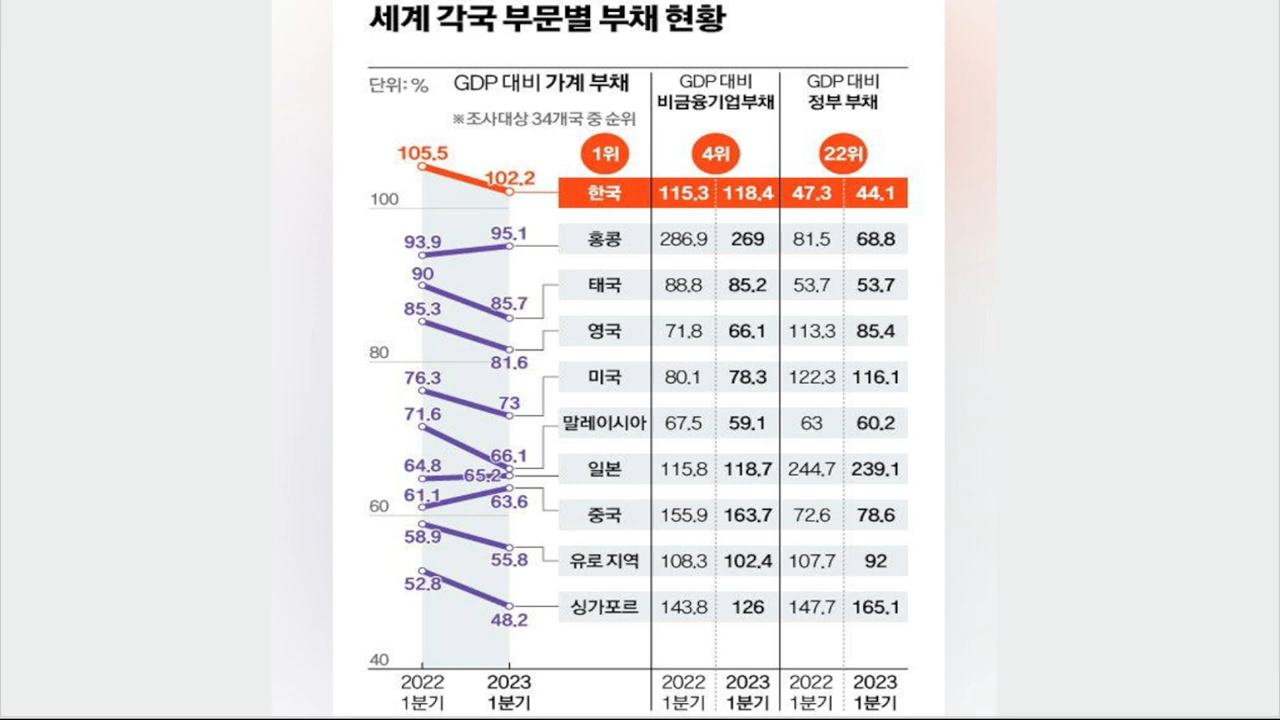 세계 각국 부문별 부채 현황
단위: %
GDP 대비 가계 부채
※조사대상 34개국 중 순위
GDP 대비
비금융기업부채
GDP 대비
정부 부채
1위 4위 22위
105.5 102.2 한국 115.3 118.4 47.3 44.1
100
93.9 95.1 홍콩 286.9 269 81.5 68.8
90 85.7 태국 88.8 85.2 53.7 53.7
85.3 81.6 영국 71.8 66.1 113.3 85.4
80
76.3 73 미국 80.1 78.3 122.3 116.1
71.6 66.1 말레이시아 67.5 59.1 63 60.2
64.8 65.2 일본 115.8 118.7 244.7 239.1
61.1 63.6 중국 155.9 163.7 72.6 78.6
60
58.9 55.8 유로 지역 108.3 102.4 107.7 92
52.8 48.2 싱가포르 143.8 126 147.7 165.1
40
2022 2023 2022 2023 2022 2023
1분기 1분기 1분기 1분기 1분기 1분기